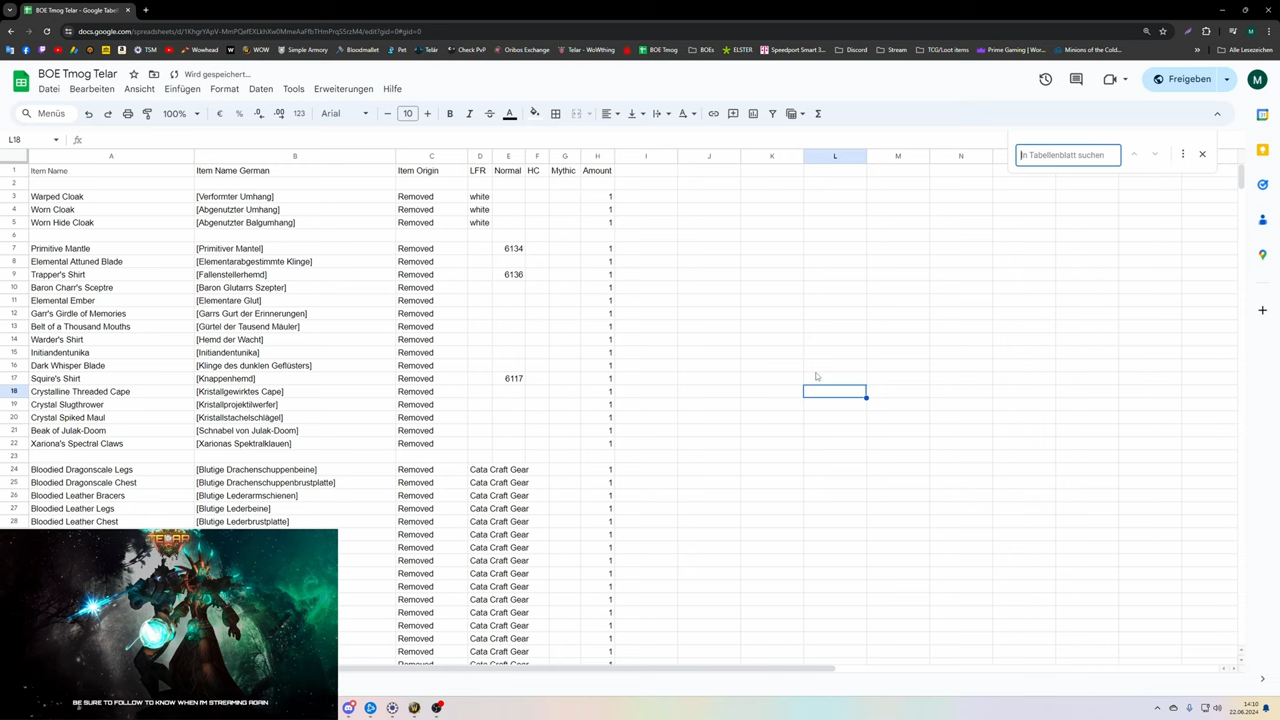 BOE Tmog Telar - Google Tabel
docs.google.com/spreadsheets/d/
TSM Wowhead WOW Simple Armory Bloodmallet Pet Telár Check PvP Oribos Exchange Telar - WoWthing BOE Tmog BOEs ELSTER Speedport Smart 3... Discord Stream TCG/Loot items Prime Gaming | Wor... Minions of the Cold... Alle Lesezeichen
BOE Tmog Telar Wird gespeichert...
Datei Bearbeiten Ansicht Einfügen Format Daten Tools Erweiterungen Hilfe
Freigeben M
Menüs 100% € % .0 .00 123 Arial 10 B I A Σ
L18 fx
In Tabellenblatt suchen
A B C D E F G H I J K L M N
1 Item Name Item Name German Item Origin LFR Normal HC Mythic Amount
2
3 Warped Cloak [Verformter Umhang] Removed white 1
4 Worn Cloak [Abgenutzter Umhang] Removed white 1
5 Worn Hide Cloak [Abgenutzter Balgumhang] Removed white 1
6
7 Primitive Mantle [Primitiver Mantel] Removed 6134 1
8 Elemental Attuned Blade [Elementarabgestimmte Klinge] Removed 1
9 Trapper's Shirt [Fallenstellerhemd] Removed 6136 1
10 Baron Charr's Sceptre [Baron Glutarrs Szepter] Removed 1
11 Elemental Ember [Elementare Glut] Removed 1
12 Garr's Girdle of Memories [Garrs Gurt der Erinnerungen] Removed 1
13 Belt of a Thousand Mouths [Gürtel der Tausend Mäuler] Removed 1
14 Warder's Shirt [Hemd der Wacht] Removed 1
15 Initiandentunika [Initiandentunika] Removed 1
16 Dark Whisper Blade [Klinge des dunklen Geflüsters] Removed 1
17 Squire's Shirt [Knappenhemd] Removed 6117 1
18 Crystalline Threaded Cape [Kristallgewirktes Cape] Removed 1
19 Crystal Slugthrower [Kristallprojektilwerfer] Removed 1
20 Crystal Spiked Maul [Kristallstachelschlägel] Removed 1
21 Beak of Julak-Doom [Schnabel von Julak-Doom] Removed 1
22 Xariona's Spectral Claws [Xarionas Spektralklauen] Removed 1
23
24 Bloodied Dragonscale Legs [Blutige Drachenschuppenbeine] Removed Cata Craft Gear 1
25 Bloodied Dragonscale Chest [Blutige Drachenschuppenbrustplatte] Removed Cata Craft Gear 1
26 Bloodied Leather Bracers [Blutige Lederarmschienen] Removed Cata Craft Gear 1
27 Bloodied Leather Legs [Blutige Lederbeine] Removed Cata Craft Gear 1
28 Bloodied Leather Chest [Blutige Lederbrustplatte] Removed Cata Craft Gear 1
Removed Cata Craft Gear 1
Removed Cata Craft Gear 1
Removed Cata Craft Gear 1
Removed Cata Craft Gear 1
Removed Cata Craft Gear 1
Removed Cata Craft Gear 1
Removed Cata Craft Gear 1
Removed Cata Craft Gear 1
Removed Cata Craft Gear 1
Removed Cata Craft Gear 1
Removed Cata Craft Gear 1
TELAR
BE SURE TO FOLLOW TO KNOW WHEN I'M STREAMING AGAIN
14:10
22.06.2024